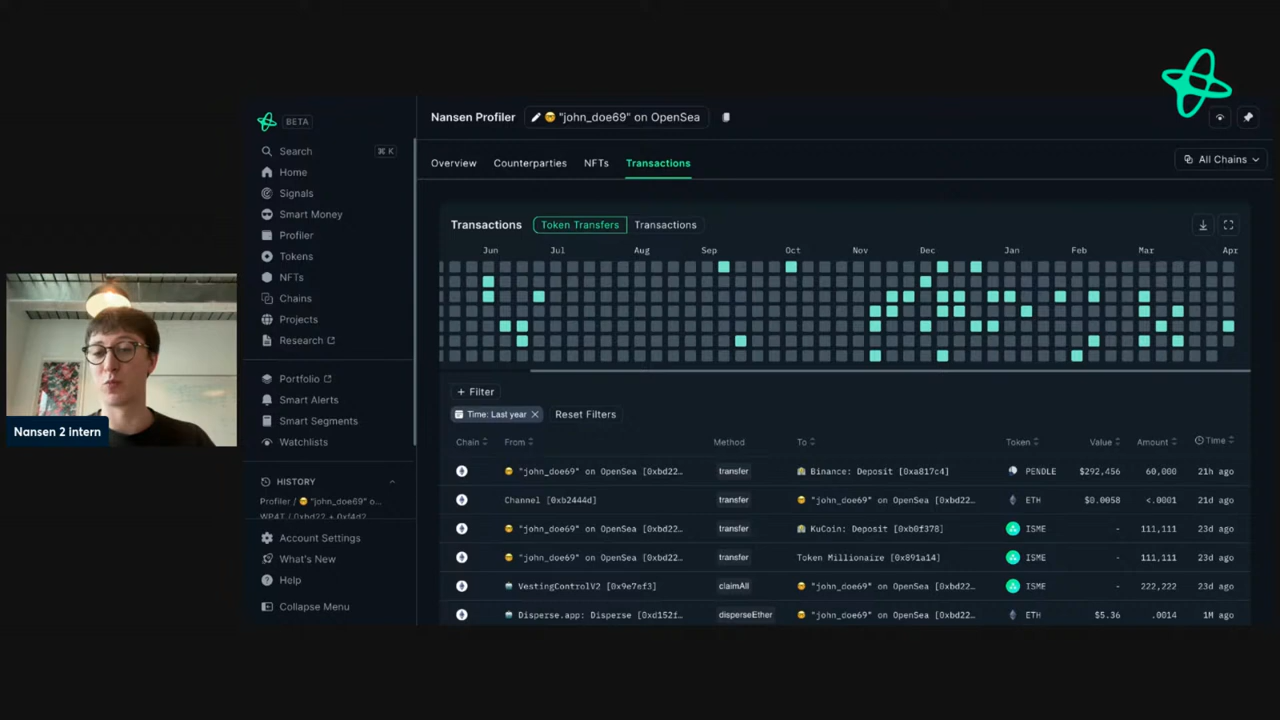 Nansen Profiler
"john_doe69" on OpenSea
BETA
Search
⌘ K
Home
Signals
Smart Money
Profiler
Tokens
NFTs
Chains
Projects
Research
Portfolio
Smart Alerts
Smart Segments
Watchlists
HISTORY
Profiler / "john_doe69" o...
WP4T / 0xbd22 + 0xf4d2
Account Settings
What's New
Help
Collapse Menu
Overview Counterparties NFTs Transactions
All Chains
Transactions Token Transfers Transactions
Jun Jul Aug Sep Oct Nov Dec Jan Feb Mar Apr
+ Filter
Time: Last year
Reset Filters
Chain From Method To Token Value Amount Time
"john_doe69" on OpenSea [0xbd22… transfer Binance: Deposit [0xa817c4] PENDLE $292,456 60,000 21h ago
Channel [0xb2444d] transfer "john_doe69" on OpenSea [0xbd22… ETH $0.0058 <.0001 21d ago
"john_doe69" on OpenSea [0xbd22… transfer KuCoin: Deposit [0xb0f378] ISME - 111,111 23d ago
"john_doe69" on OpenSea [0xbd22… transfer Token Millionaire [0x891a14] ISME - 111,111 23d ago
VestingControlV2 [0x9e7ef3] claimAll "john_doe69" on OpenSea [0xbd22… ISME - 222,222 23d ago
Disperse.app: Disperse [0xd152f… disperseEther "john_doe69" on OpenSea [0xbd22… ETH $5.36 .0014 1M ago
Nansen 2 Intern